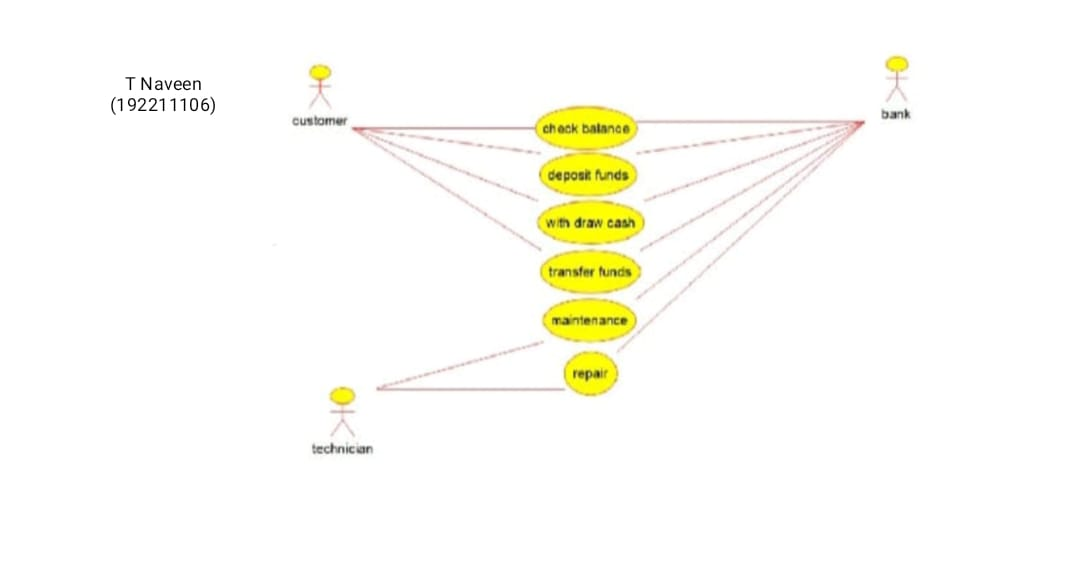 T Naveen
(192211106)
customer
bank
check balance
deposit funds
with draw cash
transfer funds
maintenance
repair
technician